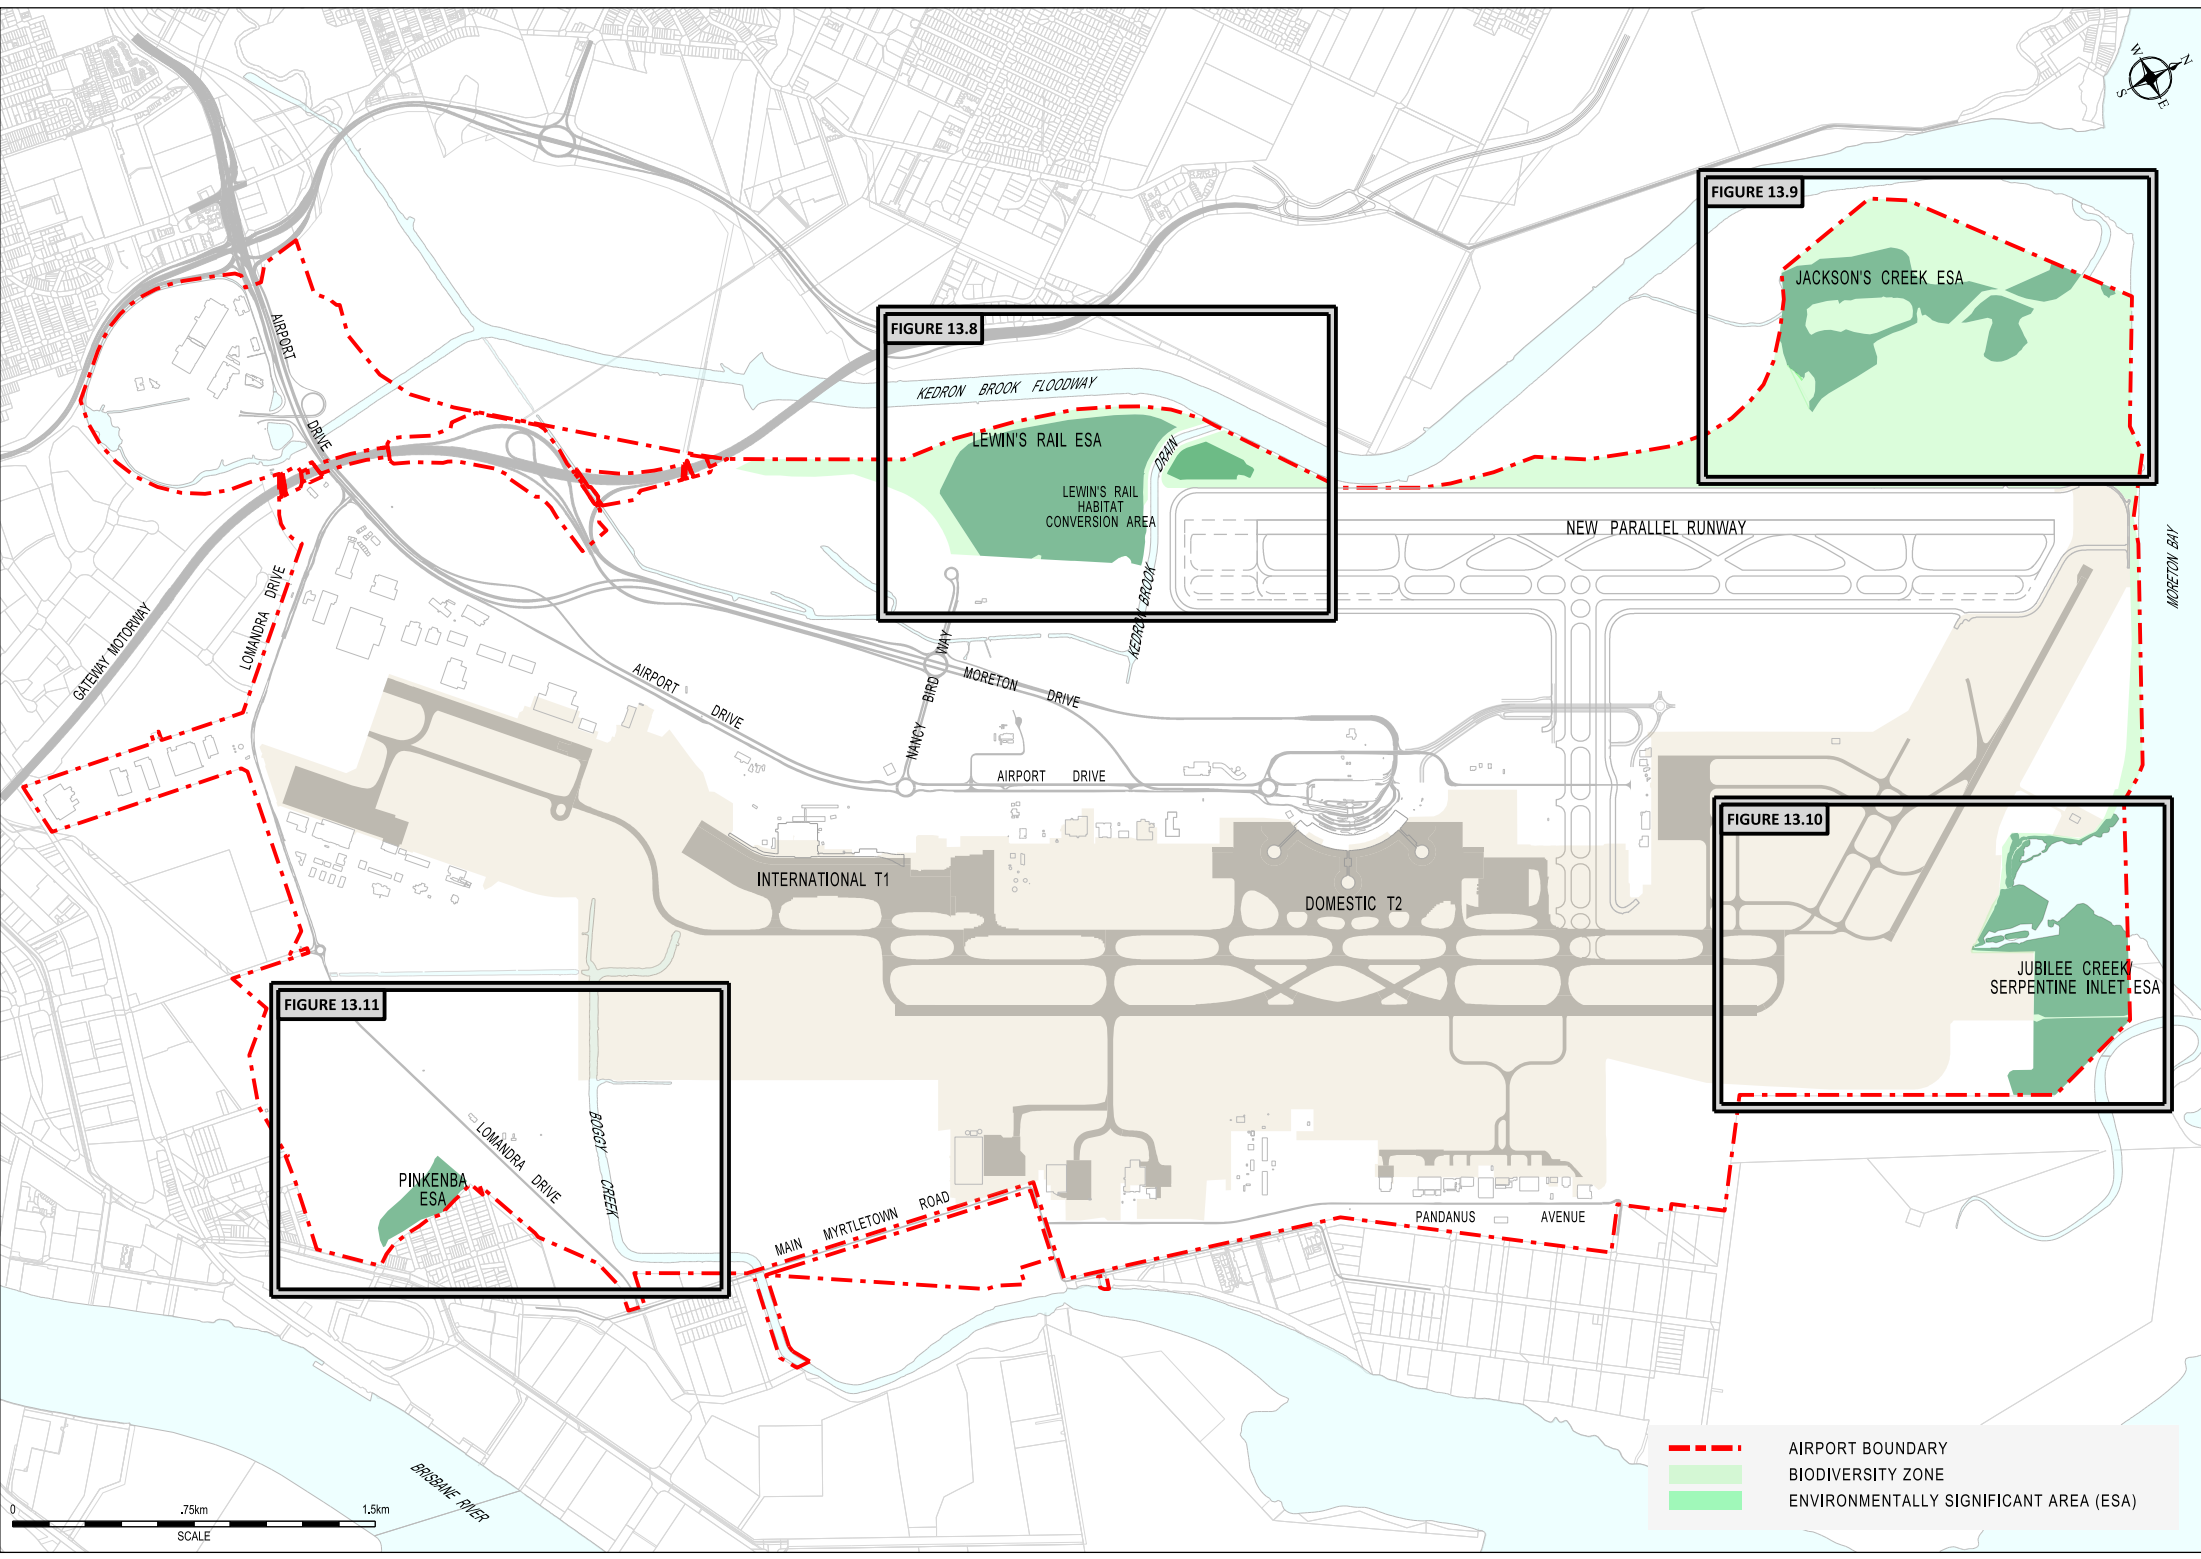 W
N
S
E
FIGURE 13.9
JACKSON'S CREEK ESA
FIGURE 13.8
KEDRON BROOK FLOODWAY
LEWIN'S RAIL ESA
DRAIN
LEWIN'S RAIL
HABITAT
CONVERSION AREA
KEDRON BROOK
AIRPORT
DRIVE
NEW PARALLEL RUNWAY
MORETON BAY
GATEWAY MOTORWAY
LOMANDRA DRIVE
AIRPORT
DRIVE
NANCY BIRD WAY
MORETON DRIVE
AIRPORT DRIVE
INTERNATIONAL T1
DOMESTIC T2
FIGURE 13.10
JUBILEE CREEK/
SERPENTINE INLET ESA
FIGURE 13.11
LOMANDRA DRIVE
BOGGY CREEK
PINKENBA
ESA
MAIN MYRTLETOWN ROAD
PANDANUS AVENUE
BRISBANE RIVER
0 .75km 1.5km
SCALE
AIRPORT BOUNDARY
BIODIVERSITY ZONE
ENVIRONMENTALLY SIGNIFICANT AREA (ESA)